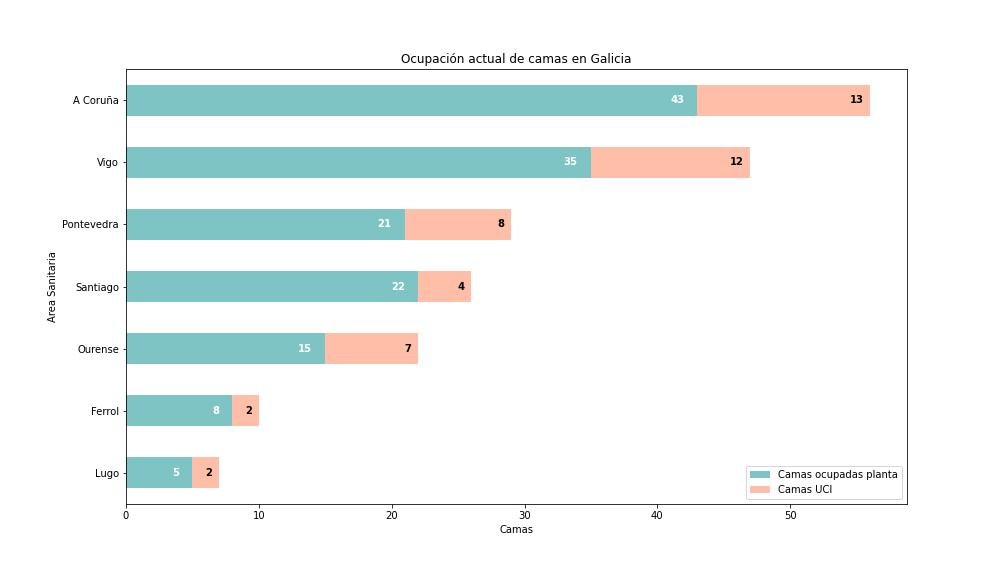 Ocupación actual de camas en Galicia
A Coruña 43 13
Vigo 35 12
Pontevedra 21 8
Santiago 22 4
Ourense 15 7
Ferrol 8 2
Lugo 5 2
Area Sanitaria
Camas ocupadas planta
Camas UCI
0 10 20 30 40 50
Camas